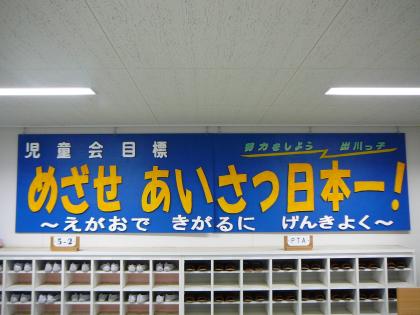 児童会目標
努力をしよう 出川っ子
めざせ あいさつ日本一!
~えがおで きがるに げんきよく~
5-2
PTA